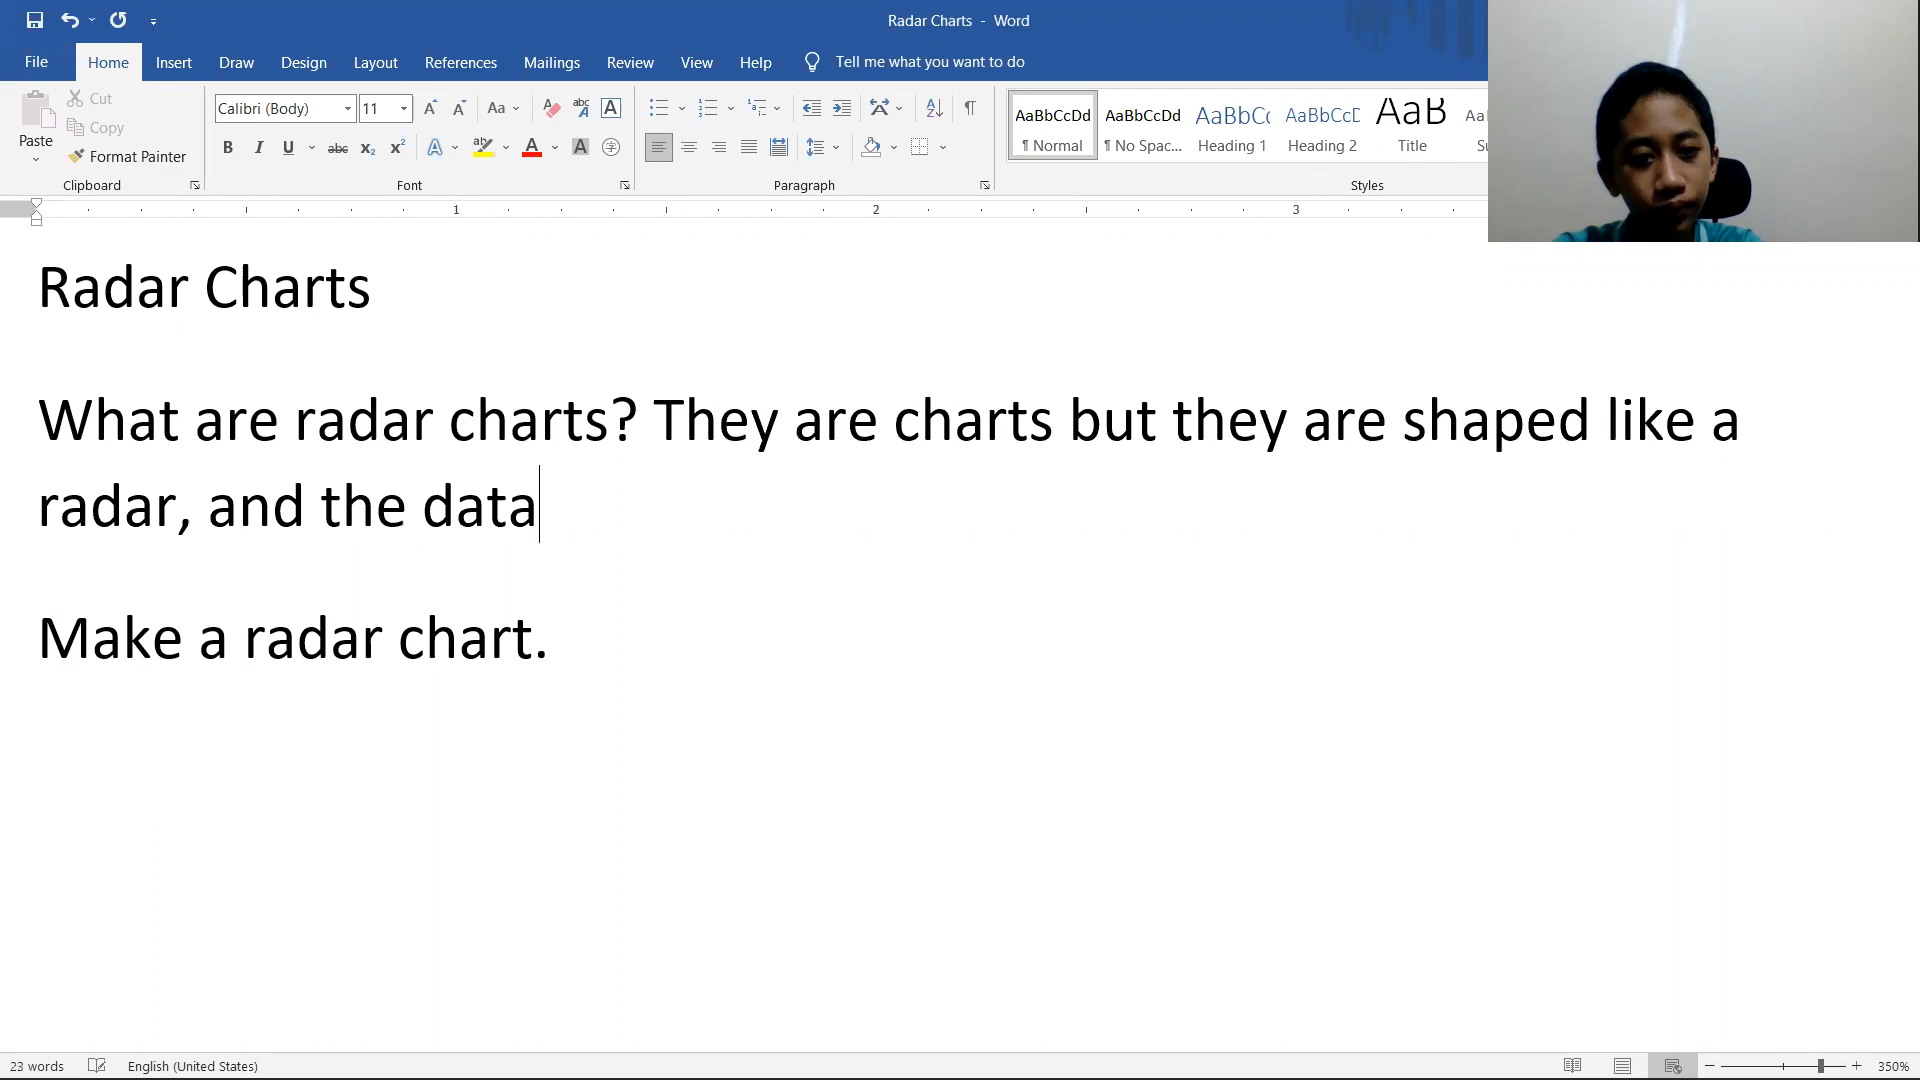 Radar Charts - Word
File Home Insert Draw Design Layout References Mailings Review View Help Tell me what you want to do
Paste
Cut
Copy
Format Painter
Clipboard
Calibri (Body) 11
Font
Paragraph
AaBbCcDd AaBbCcDd AaBbCc AaBbCcD AaB
¶ Normal ¶ No Spac... Heading 1 Heading 2 Title
Styles
1 2 3
Radar Charts
What are radar charts? They are charts but they are shaped like a
radar, and the data
Make a radar chart.
23 words English (United States) 350%